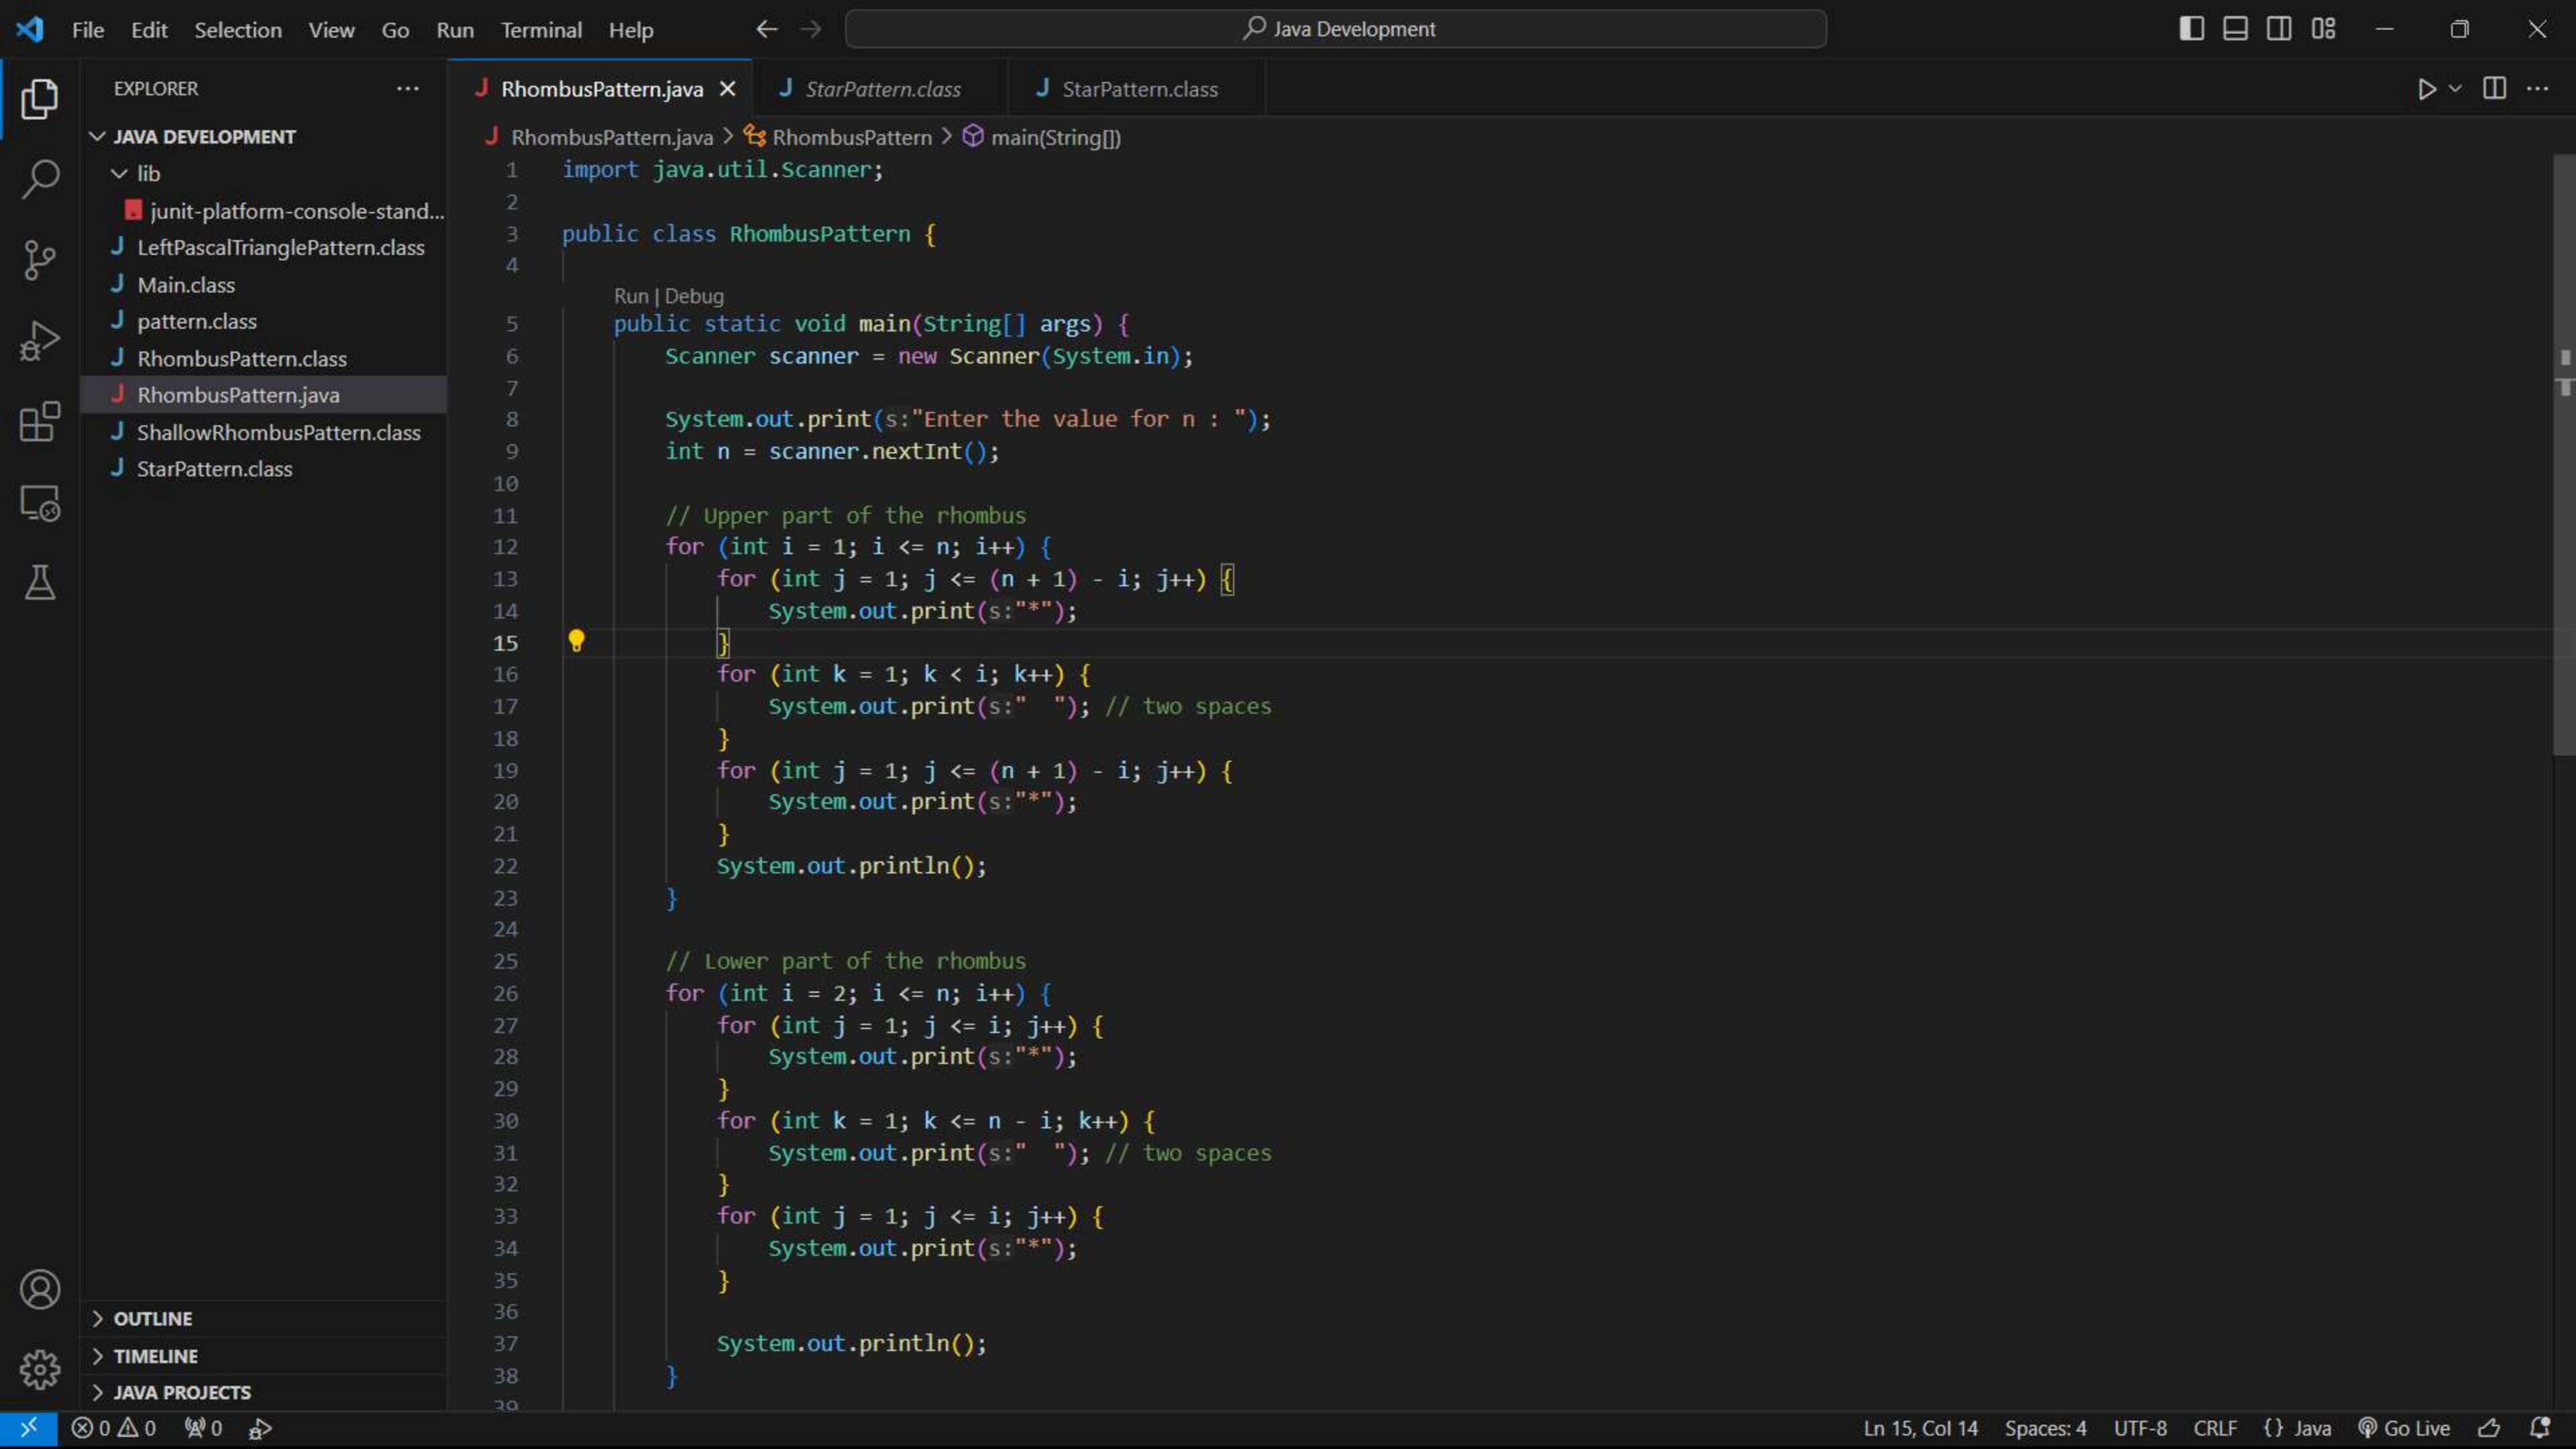 File Edit Selection View Go Run Terminal Help Java Development
EXPLORER
JAVA DEVELOPMENT
lib
junit-platform-console-stand...
LeftPascalTrianglePattern.class
Main.class
pattern.class
RhombusPattern.class
RhombusPattern.java
ShallowRhombusPattern.class
StarPattern.class
OUTLINE
TIMELINE
JAVA PROJECTS
RhombusPattern.java StarPattern.class StarPattern.class
RhombusPattern.java > RhombusPattern > main(String[])
1 import java.util.Scanner;
2
3 public class RhombusPattern {
4
Run | Debug
5 public static void main(String[] args) {
6 Scanner scanner = new Scanner(System.in);
7
8 System.out.print(s:"Enter the value for n : ");
9 int n = scanner.nextInt();
10
11 // Upper part of the rhombus
12 for (int i = 1; i <= n; i++) {
13 for (int j = 1; j <= (n + 1) - i; j++) {
14 System.out.print(s:"*");
15 }
16 for (int k = 1; k < i; k++) {
17 System.out.print(s:"  "); // two spaces
18 }
19 for (int j = 1; j <= (n + 1) - i; j++) {
20 System.out.print(s:"*");
21 }
22 System.out.println();
23 }
24
25 // Lower part of the rhombus
26 for (int i = 2; i <= n; i++) {
27 for (int j = 1; j <= i; j++) {
28 System.out.print(s:"*");
29 }
30 for (int k = 1; k <= n - i; k++) {
31 System.out.print(s:"  "); // two spaces
32 }
33 for (int j = 1; j <= i; j++) {
34 System.out.print(s:"*");
35 }
36
37 System.out.println();
38 }
39
0 0 0 Ln 15, Col 14 Spaces: 4 UTF-8 CRLF {} Java Go Live